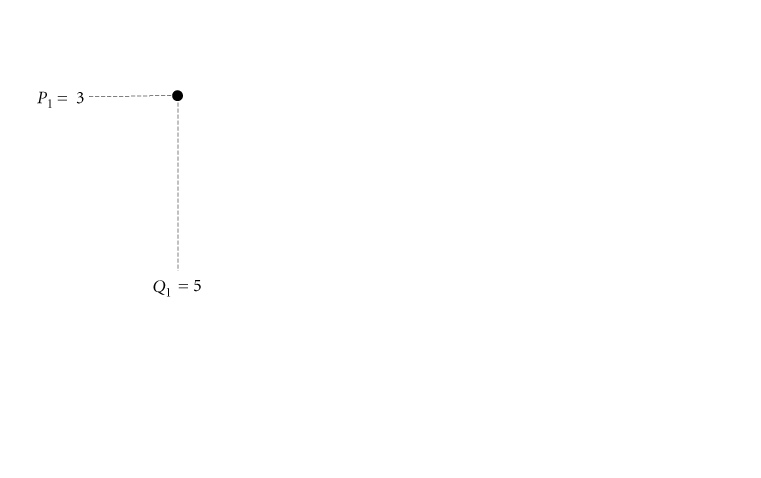 P₁ = 3
Q₁ = 5